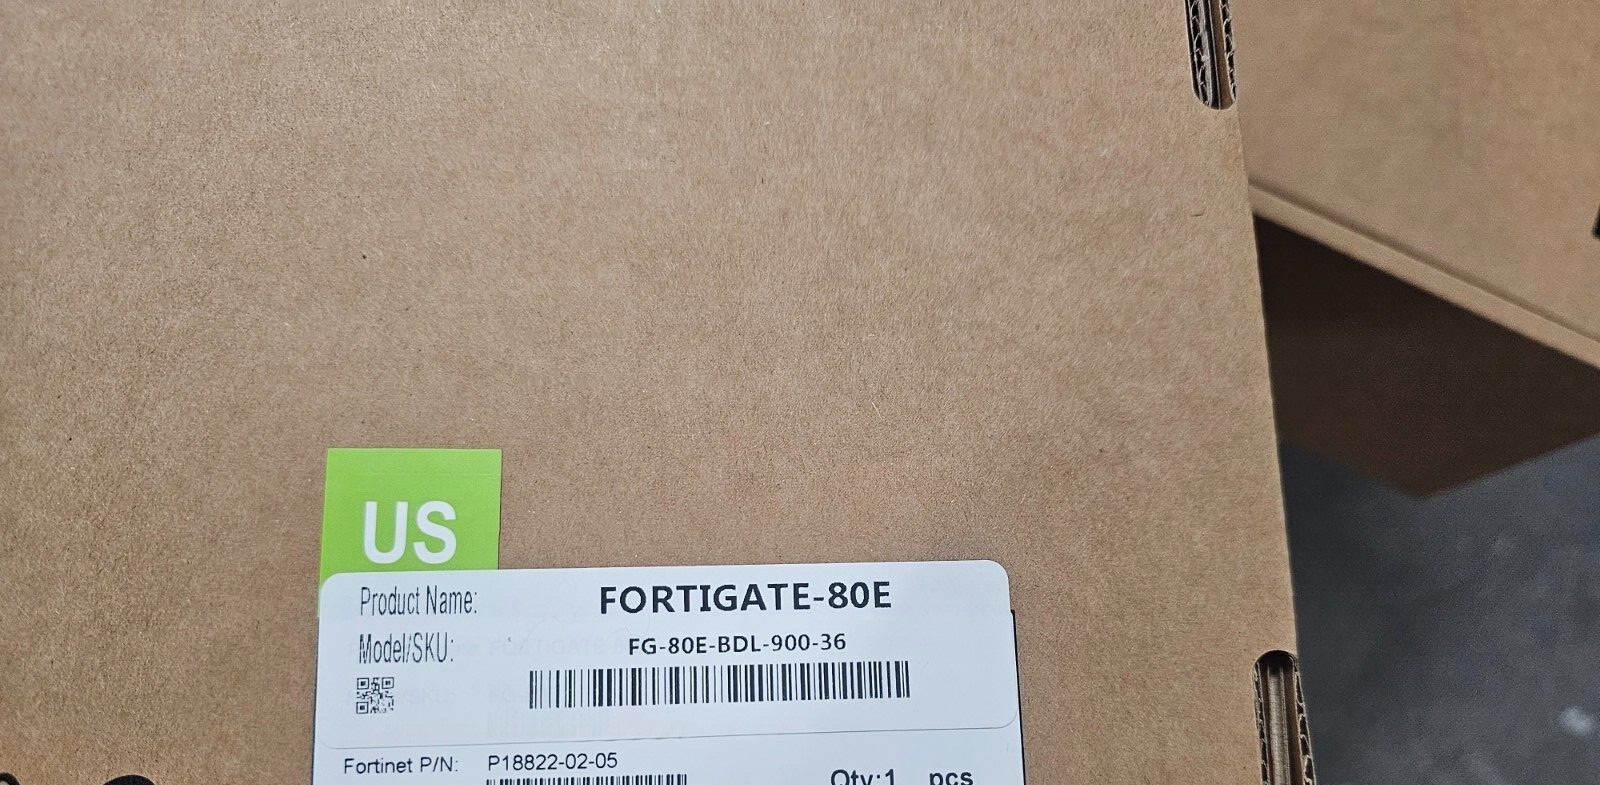 US
Product Name: FORTIGATE-80E
Model/SKU: FG-80E-BDL-900-36
Fortinet P/N: P18822-02-05
Qty:1 pcs